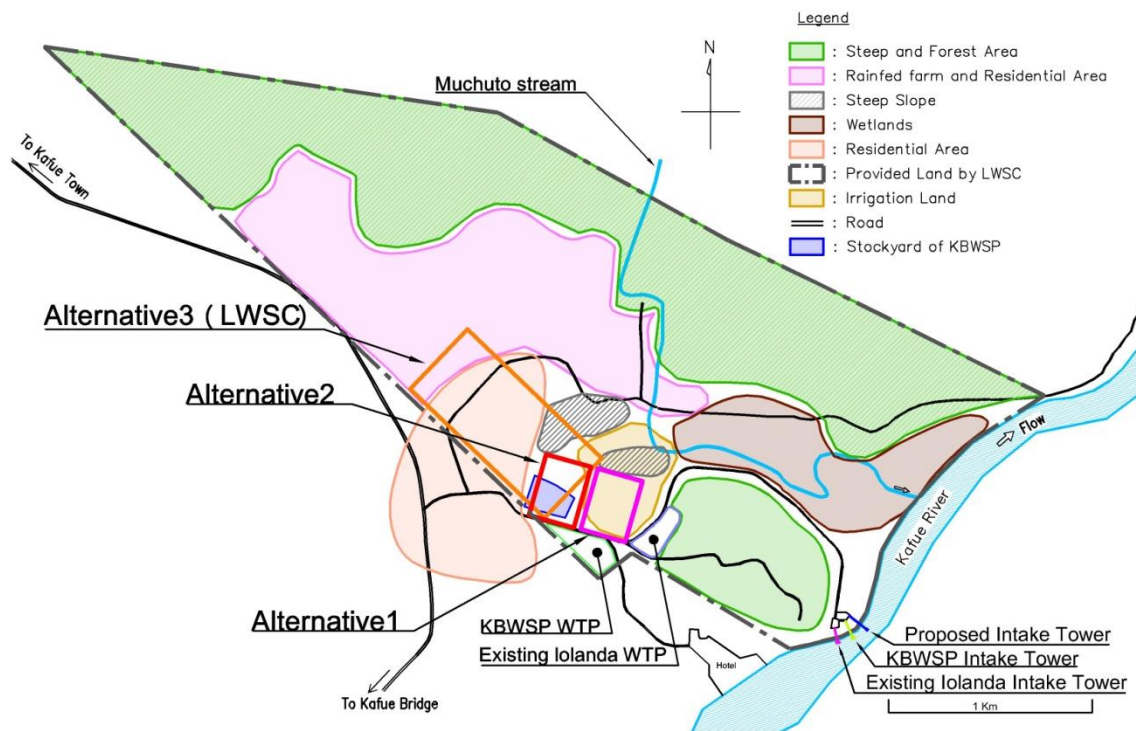 Legend
: Steep and Forest Area
: Rainfed farm and Residential Area
: Steep Slope
: Wetlands
: Residential Area
: Provided Land by LWSC
: Irrigation Land
: Road
: Stockyard of KBWSP
N
Muchuto stream
To Kafue Town
Alternative3 ( LWSC)
Alternative2
Flow
Kafue River
Alternative1
KBWSP WTP
Existing Iolanda WTP
Hotel
Proposed Intake Tower
KBWSP Intake Tower
Existing Iolanda Intake Tower
To Kafue Bridge
1 Km